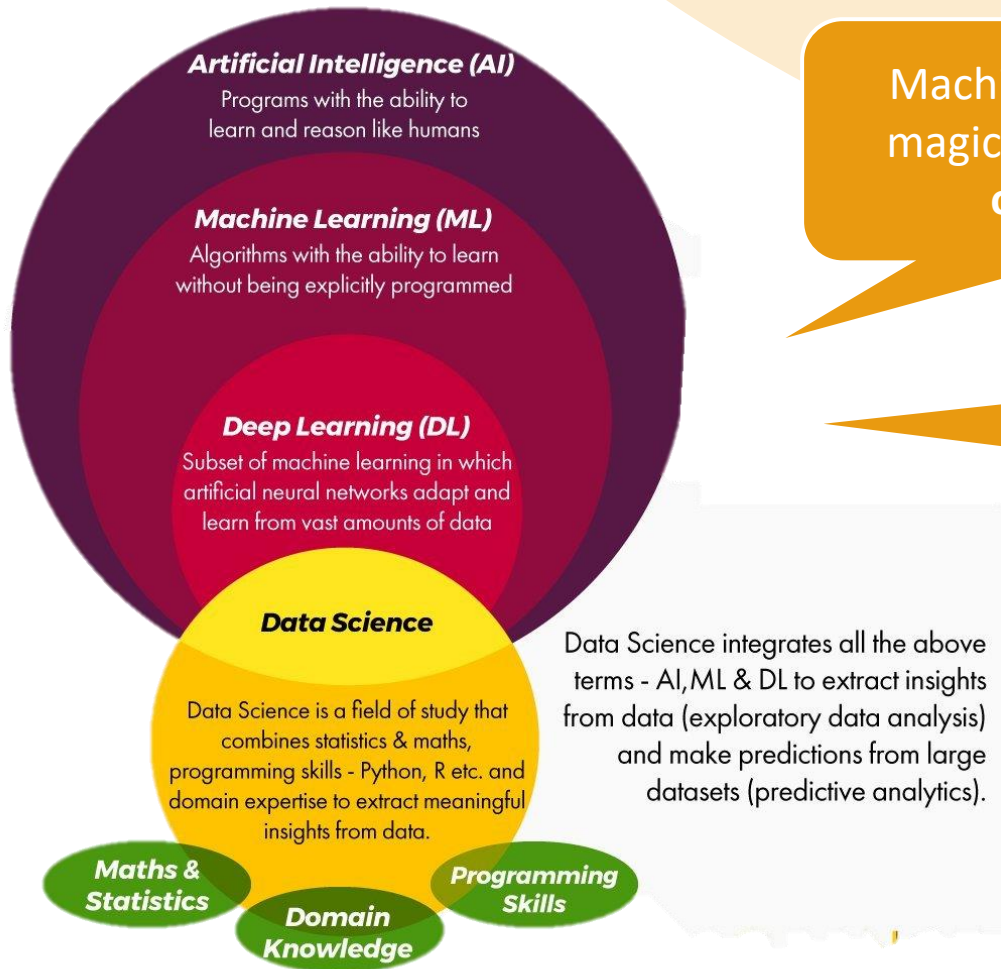 Artificial Intelligence (AI)
Programs with the ability to
learn and reason like humans
Machine Learning (ML)
Algorithms with the ability to learn
without being explicitly programmed
Deep Learning (DL)
Subset of machine learning in which
artificial neural networks adapt and
learn from vast amounts of data
Data Science
Data Science is a field of study that
combines statistics & maths,
programming skills - Python, R etc. and
domain expertise to extract meaningful
insights from data.
Maths &
Statistics
Domain
Knowledge
Programming
Skills
Mach
magic
Data Science integrates all the above
terms - AI,ML & DL to extract insights
from data (exploratory data analysis)
and make predictions from large
datasets (predictive analytics).